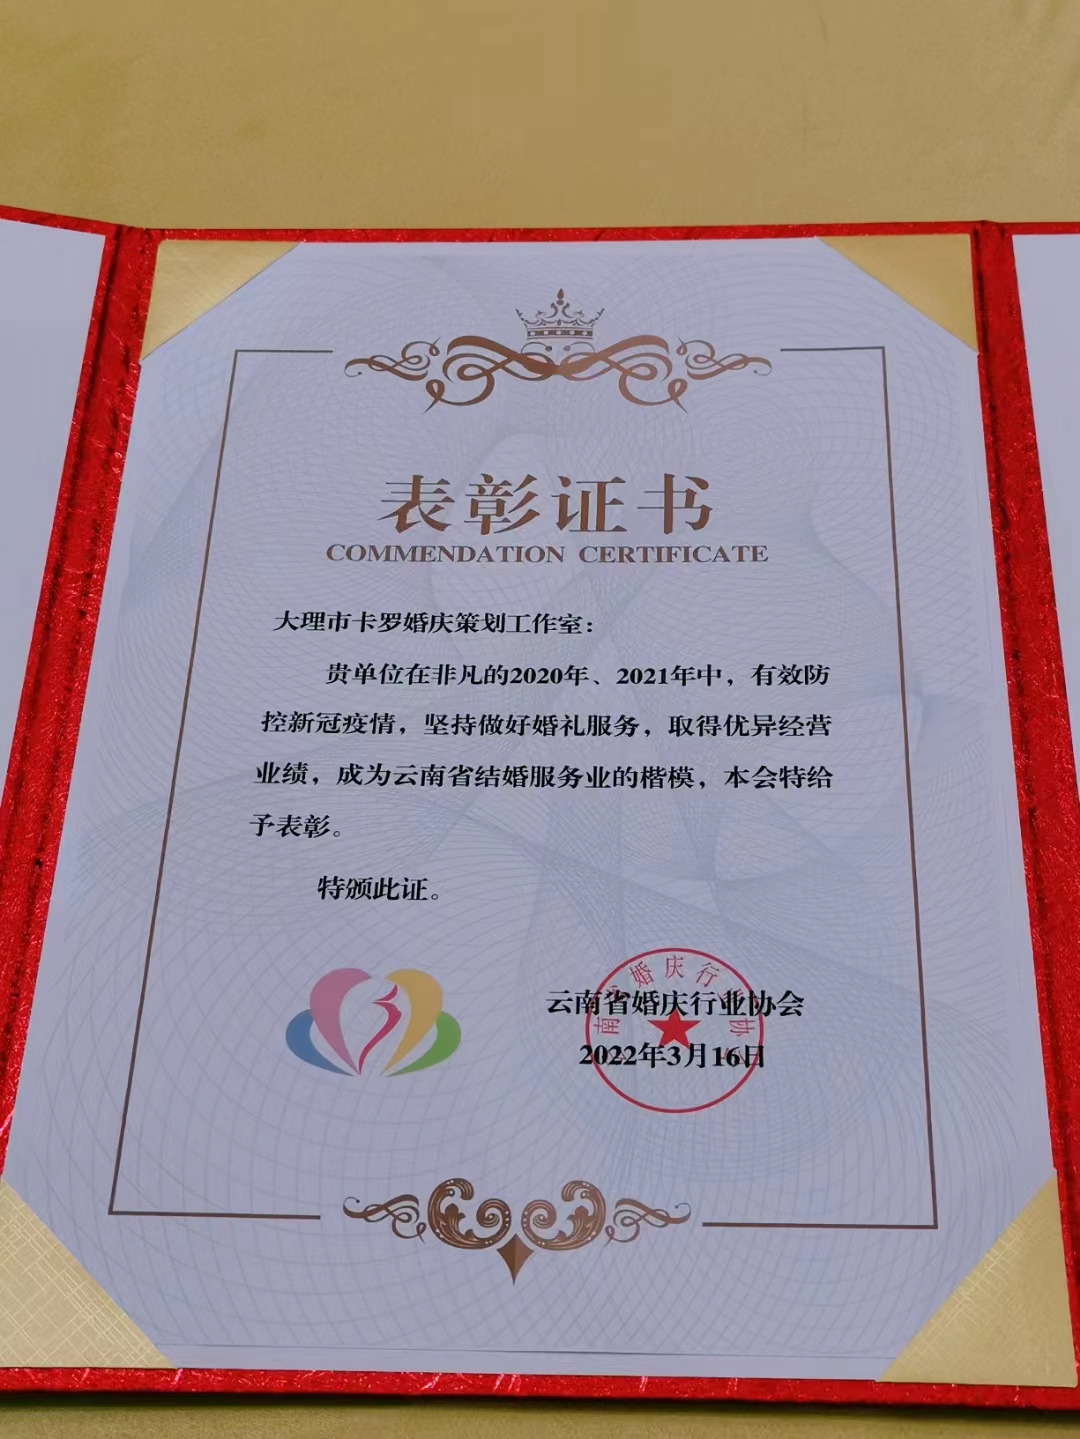 表彰证书
COMMENDATION CERTIFICATE
大理市卡罗婚庆策划工作室：
贵单位在非凡的2020年、2021年中，有效防
控新冠疫情，坚持做好婚礼服务，取得优异经营
业绩，成为云南省结婚服务业的楷模，本会特给
予表彰。
特颁此证。
云南省婚庆行业协会
2022年3月16日